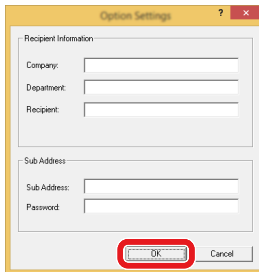 Option Settings ? ×
Recipient Information
Company:
Department:
Recipient:
Sub Address
Sub Address:
Password:
OK Cancel